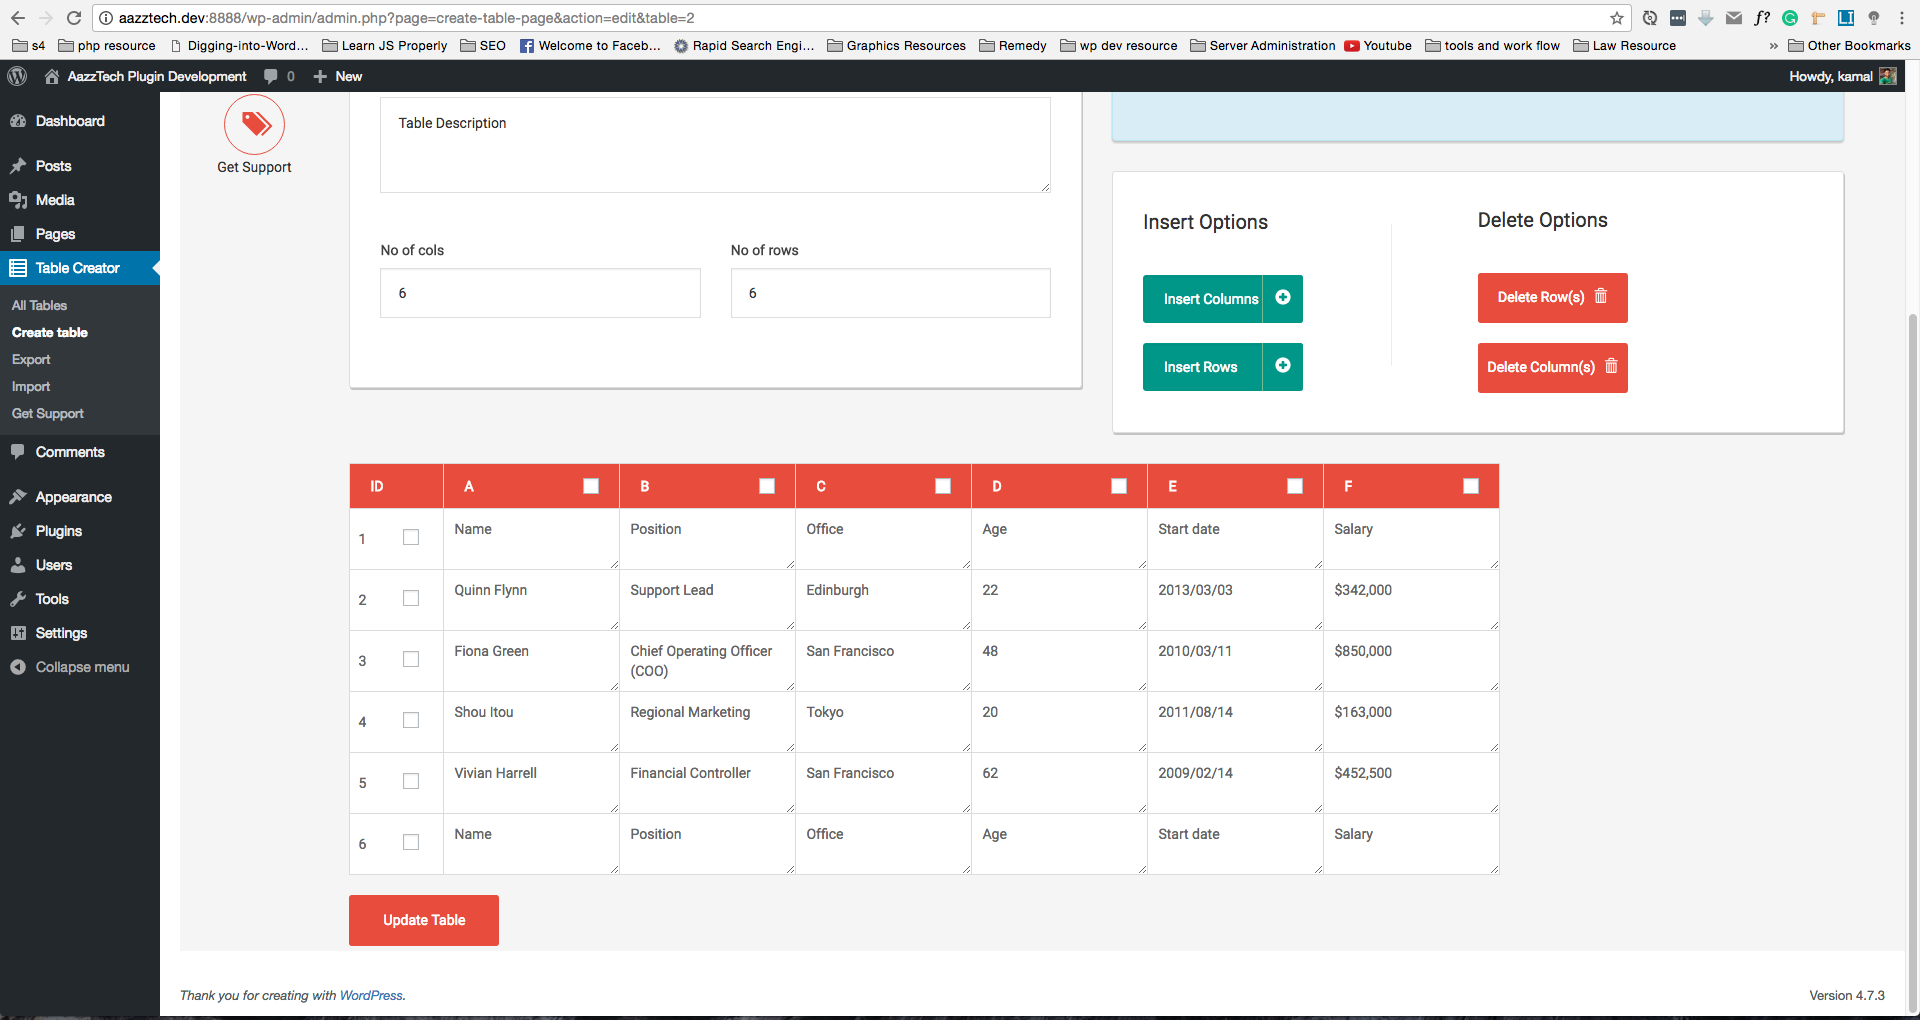 aazztech.dev:8888/wp-admin/admin.php?page=create-table-page&action=edit&table=2
f?
s4 php resource Digging-into-Word... Learn JS Properly SEO Welcome to Faceb... Rapid Search Engi... Graphics Resources Remedy wp dev resource Server Administration Youtube tools and work flow Law Resource » Other Bookmarks
AazzTech Plugin Development 0 + New Howdy, kamal
Dashboard
Posts
Media
Pages
Table Creator
All Tables
Create table
Export
Import
Get Support
Comments
Appearance
Plugins
Users
Tools
Settings
Collapse menu
Get Support
Table Description
No of cols No of rows
6 6
Insert Options Delete Options
Insert Columns Delete Row(s)
Insert Rows Delete Column(s)
ID A B C D E F
1 Name Position Office Age Start date Salary
2 Quinn Flynn Support Lead Edinburgh 22 2013/03/03 $342,000
3 Fiona Green Chief Operating Officer San Francisco 48 2010/03/11 $850,000
(COO)
4 Shou Itou Regional Marketing Tokyo 20 2011/08/14 $163,000
5 Vivian Harrell Financial Controller San Francisco 62 2009/02/14 $452,500
6 Name Position Office Age Start date Salary
Update Table
Thank you for creating with WordPress. Version 4.7.3